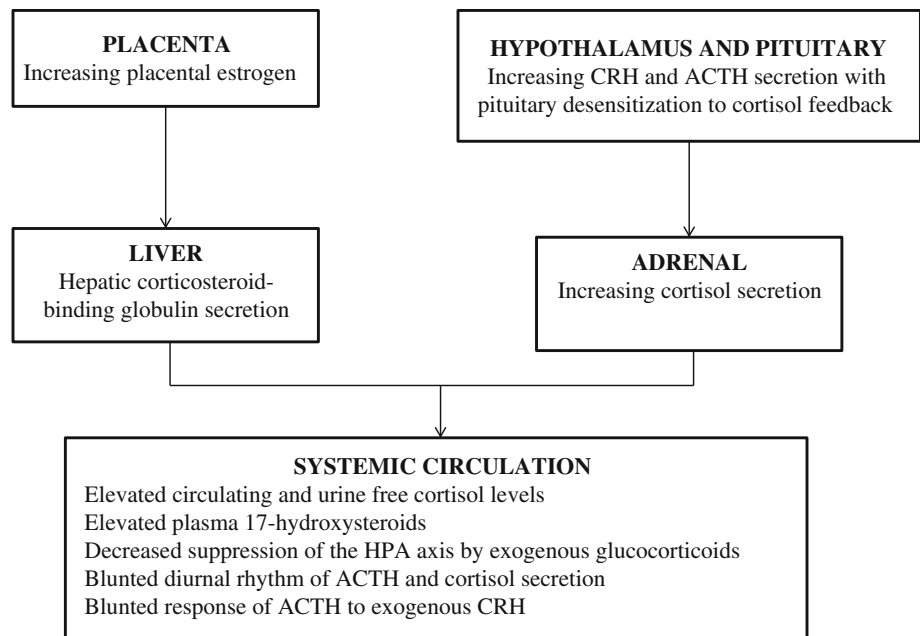 PLACENTA
Increasing placental estrogen
HYPOTHALAMUS AND PITUITARY
Increasing CRH and ACTH secretion with
pituitary desensitization to cortisol feedback
LIVER
Hepatic corticosteroid-
binding globulin secretion
ADRENAL
Increasing cortisol secretion
SYSTEMIC CIRCULATION
Elevated circulating and urine free cortisol levels
Elevated plasma 17-hydroxysteroids
Decreased suppression of the HPA axis by exogenous glucocorticoids
Blunted diurnal rhythm of ACTH and cortisol secretion
Blunted response of ACTH to exogenous CRH